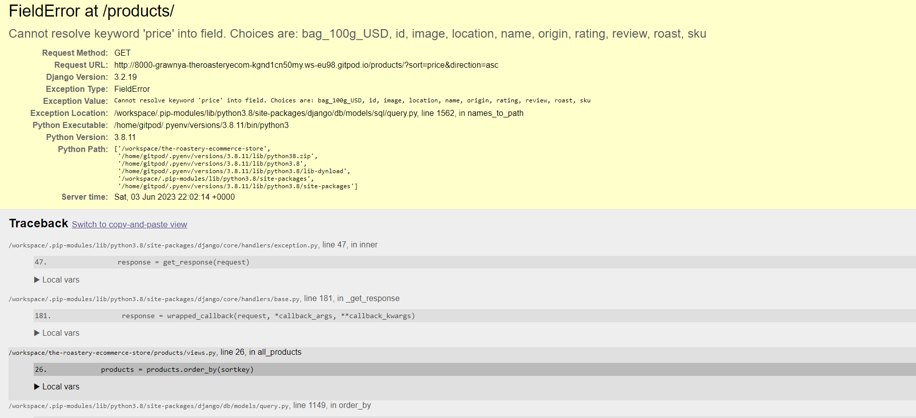 FieldError at /products/
Cannot resolve keyword 'price' into field. Choices are: bag_100g_USD, id, image, location, name, origin, rating, review, roast, sku
Request Method: GET
Request URL: http://8000-grawnya-theroasteryecom-kgnd1cn50my.ws-eu98.gitpod.io/products/?sort=price&direction=asc
Django Version: 3.2.19
Exception Type: FieldError
Exception Value: Cannot resolve keyword 'price' into field. Choices are: bag_100g_USD, id, image, location, name, origin, rating, review, roast, sku
Exception Location: /workspace/.pip-modules/lib/python3.8/site-packages/django/db/models/sql/query.py, line 1562, in names_to_path
Python Executable: /home/gitpod/.pyenv/versions/3.8.11/bin/python3
Python Version: 3.8.11
Python Path: ['/workspace/the-roastery-ecommerce-store',
'/home/gitpod/.pyenv/versions/3.8.11/lib/python38.zip',
'/home/gitpod/.pyenv/versions/3.8.11/lib/python3.8',
'/home/gitpod/.pyenv/versions/3.8.11/lib/python3.8/lib-dynload',
'/workspace/.pip-modules/lib/python3.8/site-packages',
'/home/gitpod/.pyenv/versions/3.8.11/lib/python3.8/site-packages']
Server time: Sat, 03 Jun 2023 22:02:14 +0000
Traceback Switch to copy-and-paste view
/workspace/.pip-modules/lib/python3.8/site-packages/django/core/handlers/exception.py, line 47, in inner
47. response = get_response(request)
▶ Local vars
/workspace/.pip-modules/lib/python3.8/site-packages/django/core/handlers/base.py, line 181, in _get_response
181. response = wrapped_callback(request, *callback_args, **callback_kwargs)
▶ Local vars
/workspace/the-roastery-ecommerce-store/products/views.py, line 26, in all_products
26. products = products.order_by(sortkey)
▶ Local vars
/workspace/.pip-modules/lib/python3.8/site-packages/django/db/models/query.py, line 1149, in order_by